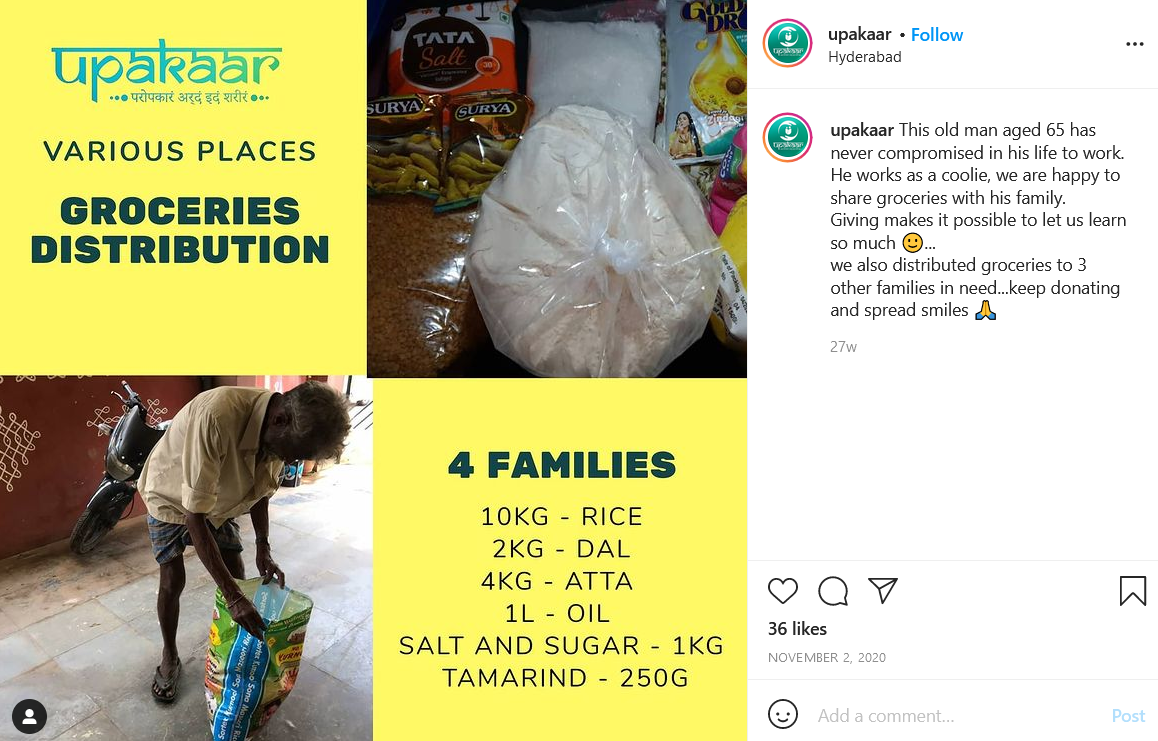 upakaar
परोपकारं अर्दं इदं शरीरं
VARIOUS PLACES
GROCERIES
DISTRIBUTION
TATA
Salt
SURYA
SURYA
GOLD
DR
4 FAMILIES
10KG - RICE
2KG - DAL
4KG - ATTA
1L - OIL
SALT AND SUGAR - 1KG
TAMARIND - 250G
upakaar • Follow
Hyderabad
upakaar This old man aged 65 has
never compromised in his life to work.
He works as a coolie, we are happy to
share groceries with his family.
Giving makes it possible to let us learn
so much 🙂...
we also distributed groceries to 3
other families in need...keep donating
and spread smiles 🙏
27w
36 likes
NOVEMBER 2, 2020
Add a comment...
Post